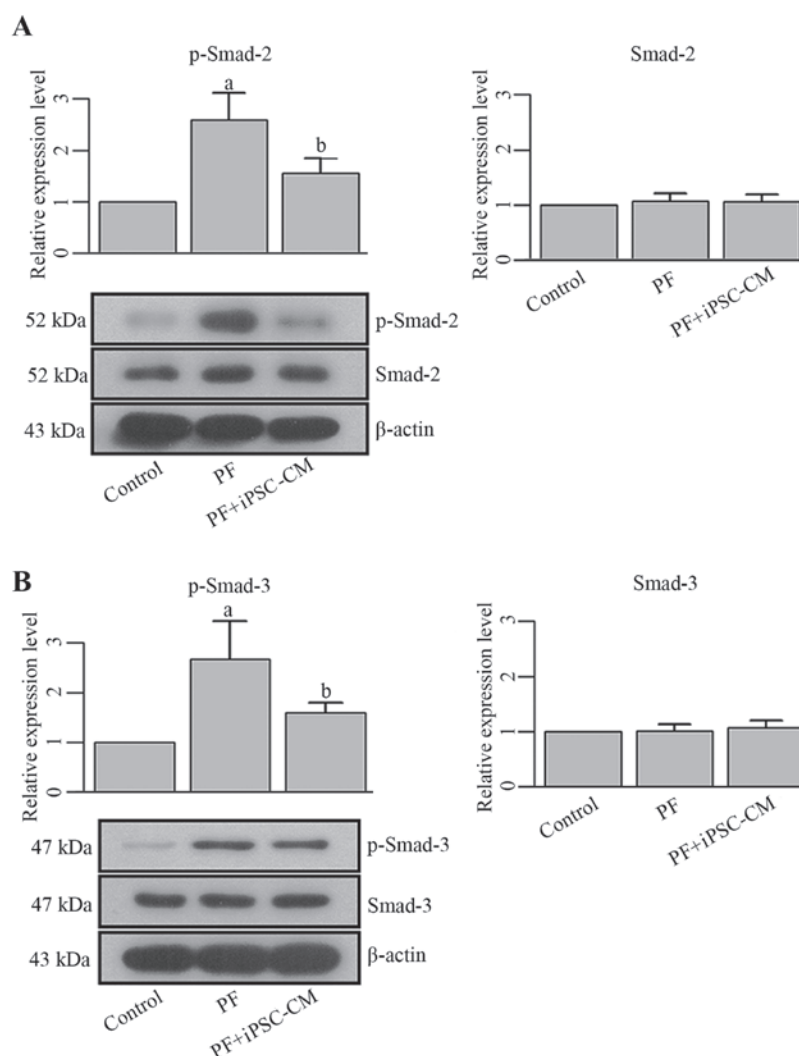 A
p-Smad-2
Relative expression level
3
2
1
0
a
b
52 kDa
p-Smad-2
52 kDa
Smad-2
43 kDa
β-actin
Control
PF
PF+iPSC-CM
Smad-2
Relative expression level
3
2
1
0
Control
PF
PF+iPSC-CM
B
p-Smad-3
Relative expression level
3
2
1
0
a
b
47 kDa
p-Smad-3
47 kDa
Smad-3
43 kDa
β-actin
Control
PF
PF+iPSC-CM
Smad-3
Relative expression level
3
2
1
0
Control
PF
PF+iPSC-CM